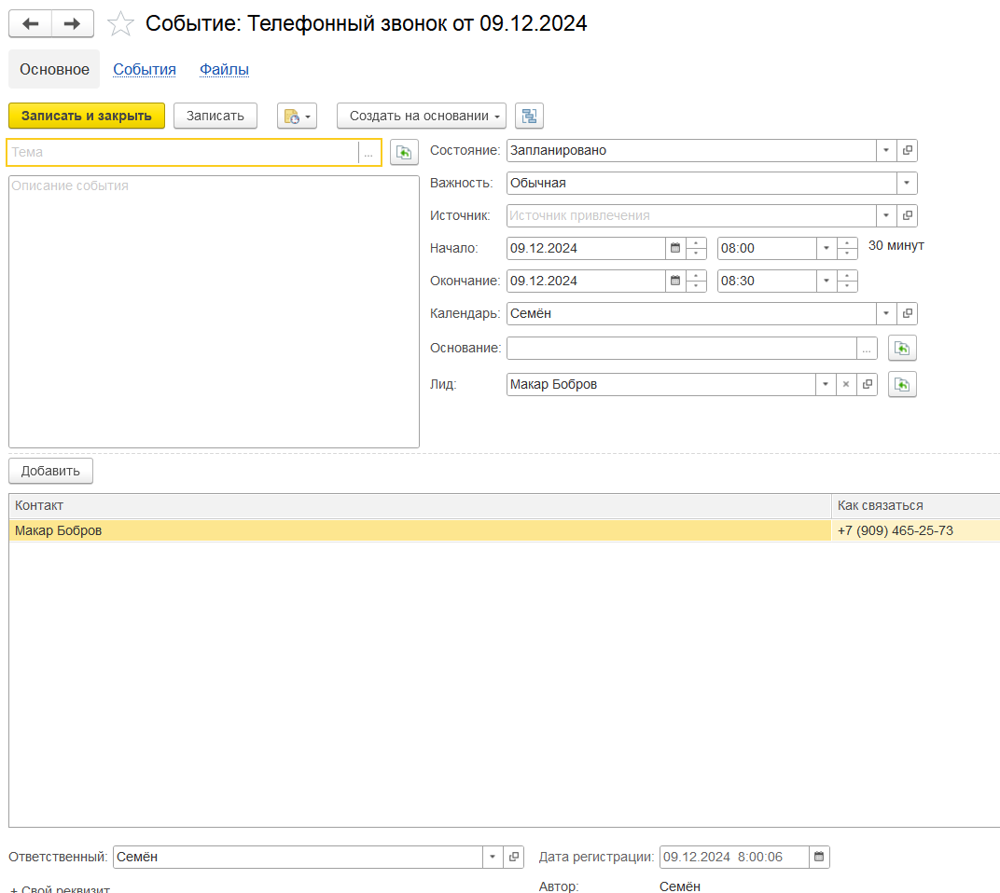 Событие: Телефонный звонок от 09.12.2024
Основное События Файлы
Записать и закрыть Записать Создать на основании
Тема ...
Описание события
Состояние: Запланировано
Важность: Обычная
Источник: Источник привлечения
Начало: 09.12.2024 08:00 30 минут
Окончание: 09.12.2024 08:30
Календарь: Семён
Основание: ...
Лид: Макар Бобров
Добавить
Контакт Как связаться
Макар Бобров +7 (909) 465-25-73
Ответственный: Семён Дата регистрации: 09.12.2024 8:00:06
+ Свой реквизит Автор: Семён